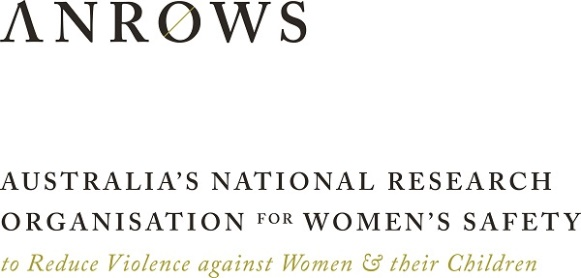 ANROWS
AUSTRALIA'S NATIONAL RESEARCH
ORGANISATION FOR WOMEN'S SAFETY
to Reduce Violence against Women & their Children